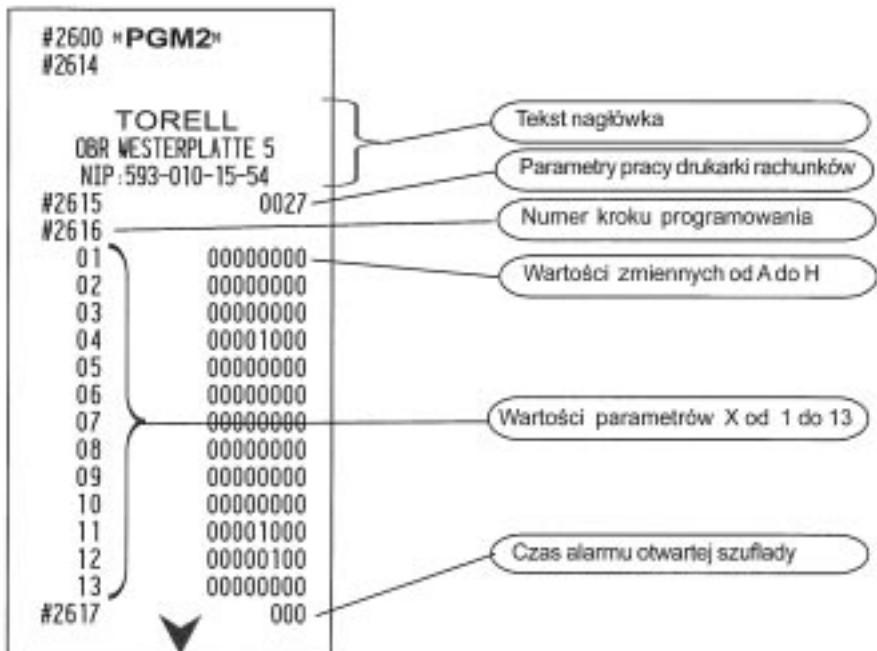 #2600 *PGM2*
#2614
TORELL
OBR WESTERPLATTE 5
NIP:593-010-15-54
#2615 0027
#2616
01 00000000
02 00000000
03 00000000
04 00001000
05 00000000
06 00000000
07 00000000
08 00000000
09 00000000
10 00000000
11 00001000
12 00000100
13 00000000
#2617 000
Tekst nagłówka
Parametry pracy drukarki rachunków
Numer kroku programowania
Wartości zmiennych od A do H
Wartości parametrów X od 1 do 13
Czas alarmu otwartej szuflady